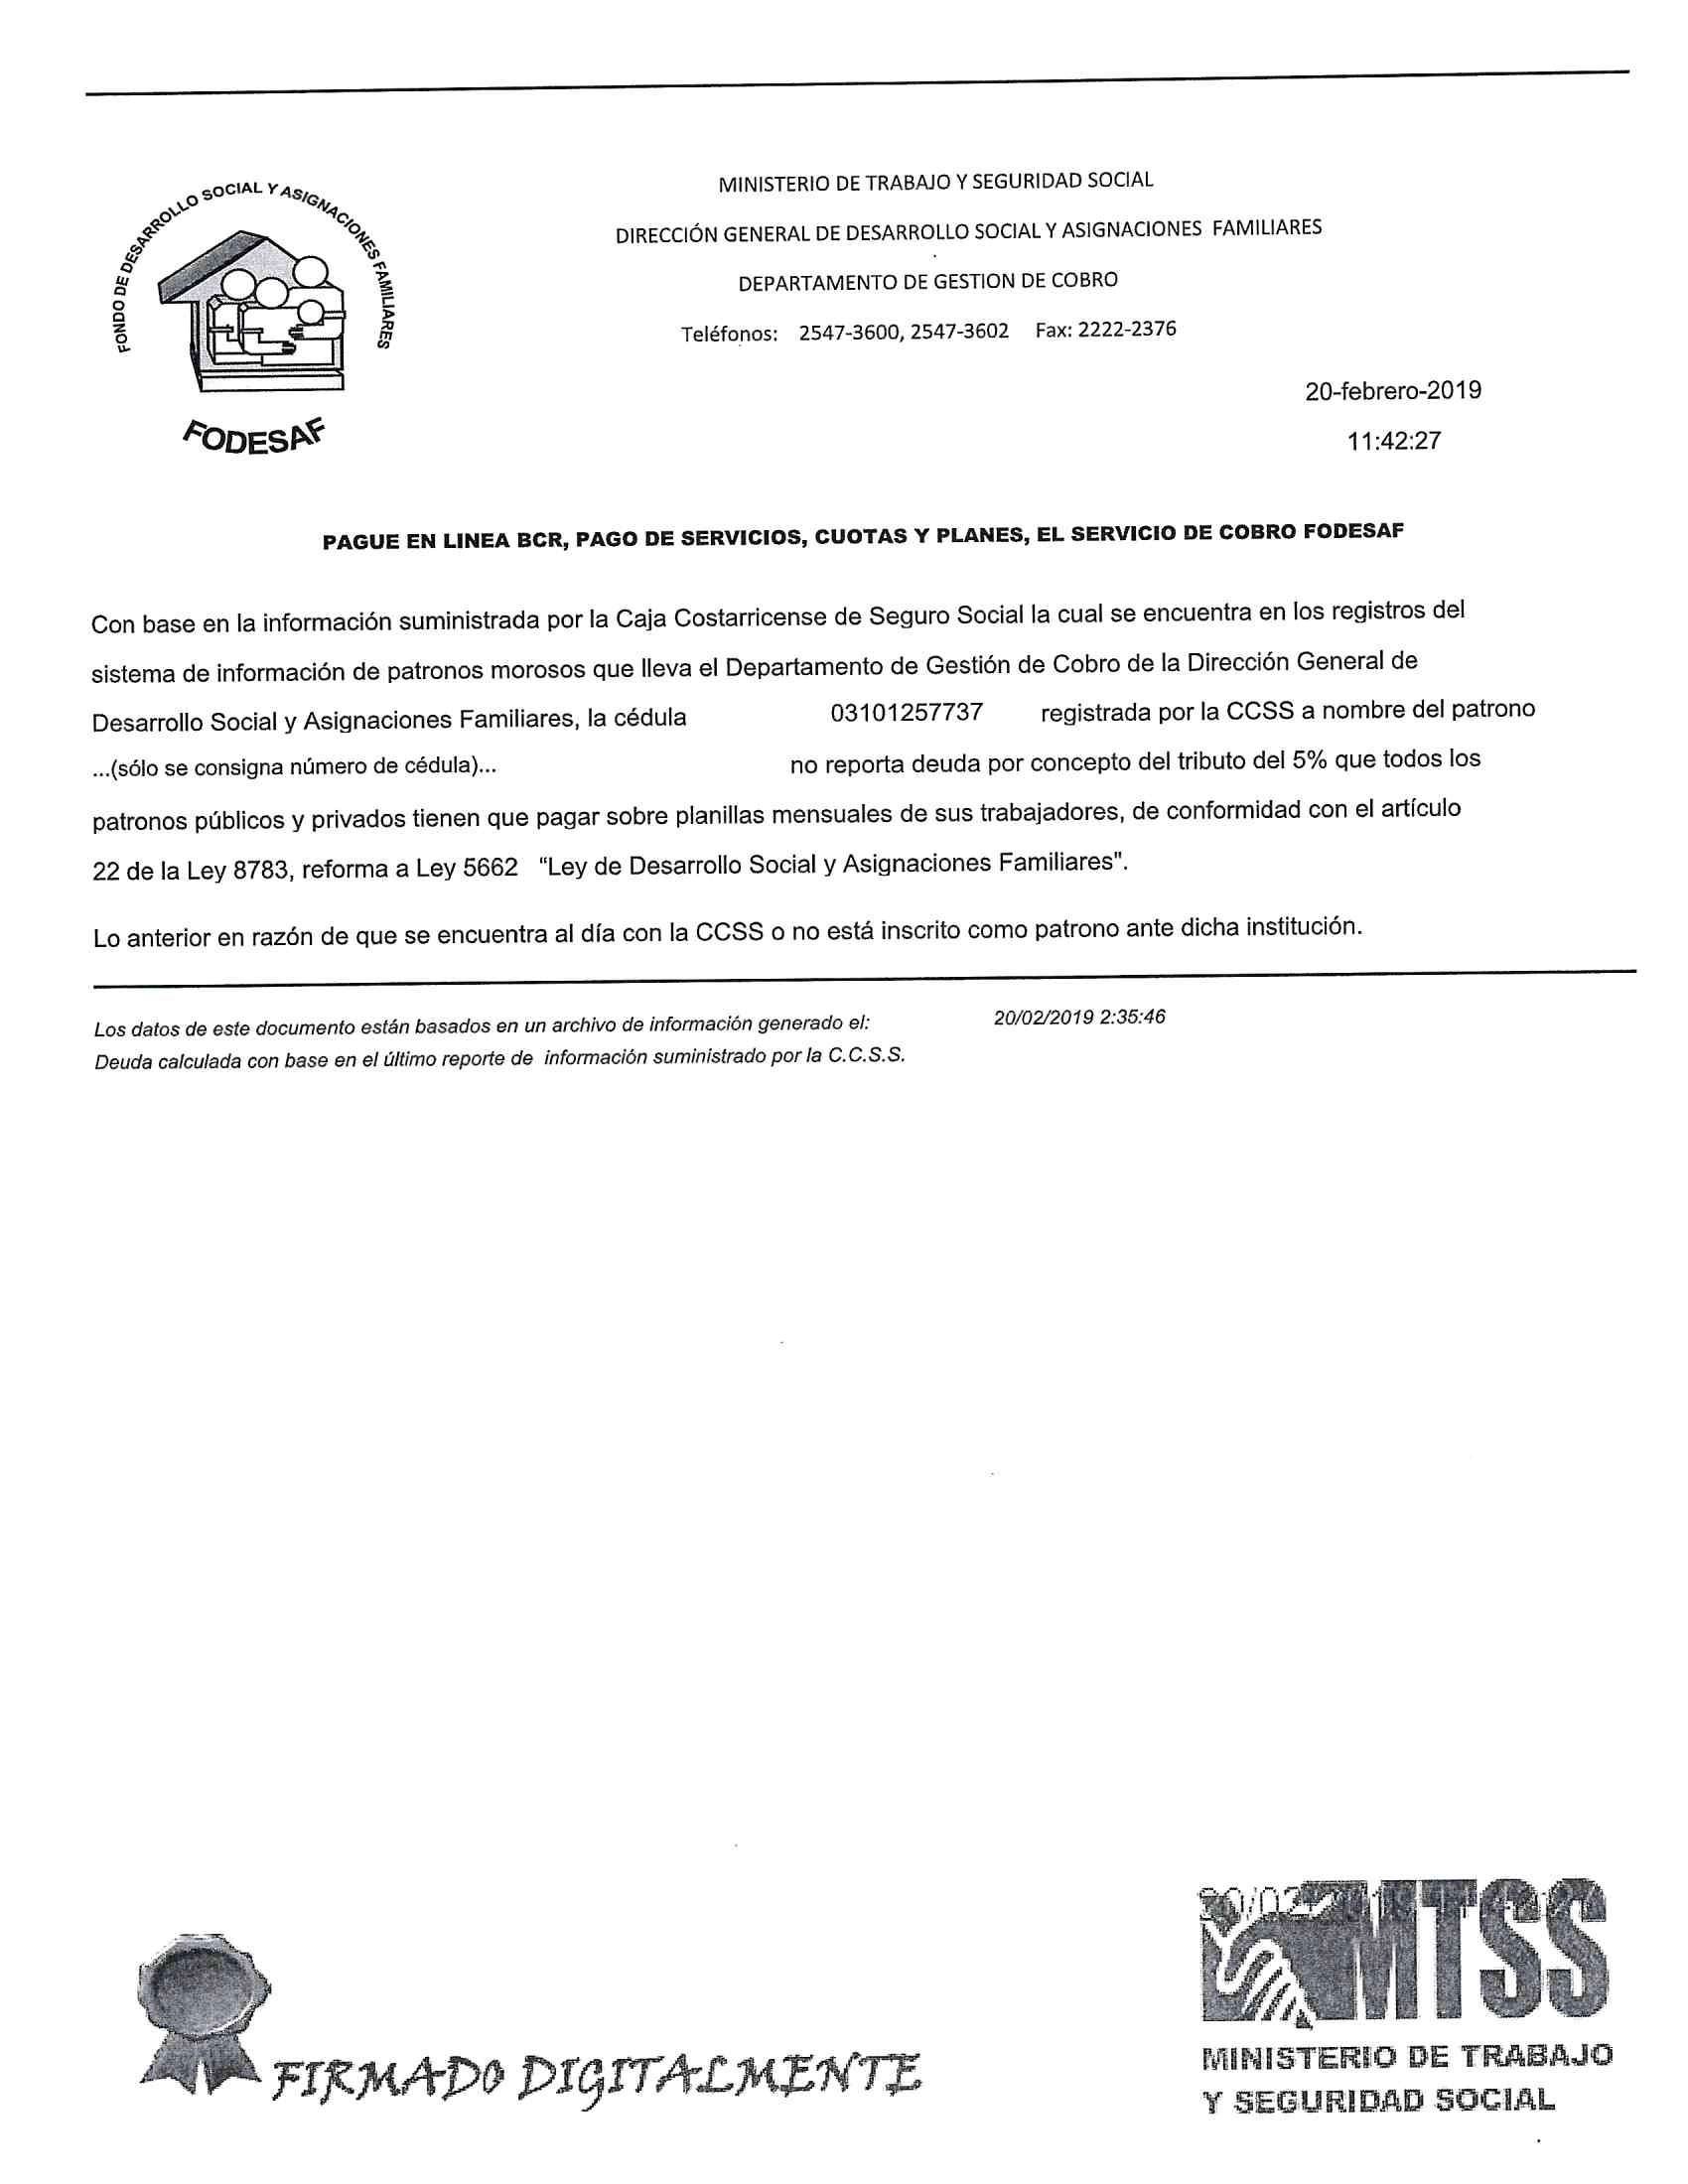 FONDO DE DESARROLLO SOCIAL Y ASIGNACIONES FAMILIARES
FODESAF
MINISTERIO DE TRABAJO Y SEGURIDAD SOCIAL
DIRECCIÓN GENERAL DE DESARROLLO SOCIAL Y ASIGNACIONES FAMILIARES
DEPARTAMENTO DE GESTION DE COBRO
Teléfonos: 2547-3600, 2547-3602 Fax: 2222-2376
20-febrero-2019
11:42:27
PAGUE EN LINEA BCR, PAGO DE SERVICIOS, CUOTAS Y PLANES, EL SERVICIO DE COBRO FODESAF
Con base en la información suministrada por la Caja Costarricense de Seguro Social la cual se encuentra en los registros del
sistema de información de patronos morosos que lleva el Departamento de Gestión de Cobro de la Dirección General de
Desarrollo Social y Asignaciones Familiares, la cédula 03101257737 registrada por la CCSS a nombre del patrono
...(sólo se consigna número de cédula)... no reporta deuda por concepto del tributo del 5% que todos los
patronos públicos y privados tienen que pagar sobre planillas mensuales de sus trabajadores, de conformidad con el artículo
22 de la Ley 8783, reforma a Ley 5662 “Ley de Desarrollo Social y Asignaciones Familiares".
Lo anterior en razón de que se encuentra al día con la CCSS o no está inscrito como patrono ante dicha institución.
Los datos de este documento están basados en un archivo de información generado el: 20/02/2019 2:35:46
Deuda calculada con base en el último reporte de información suministrado por la C.C.S.S.
FIRMADO DIGITALMENTE
MTSS
MINISTERIO DE TRABAJO
Y SEGURIDAD SOCIAL